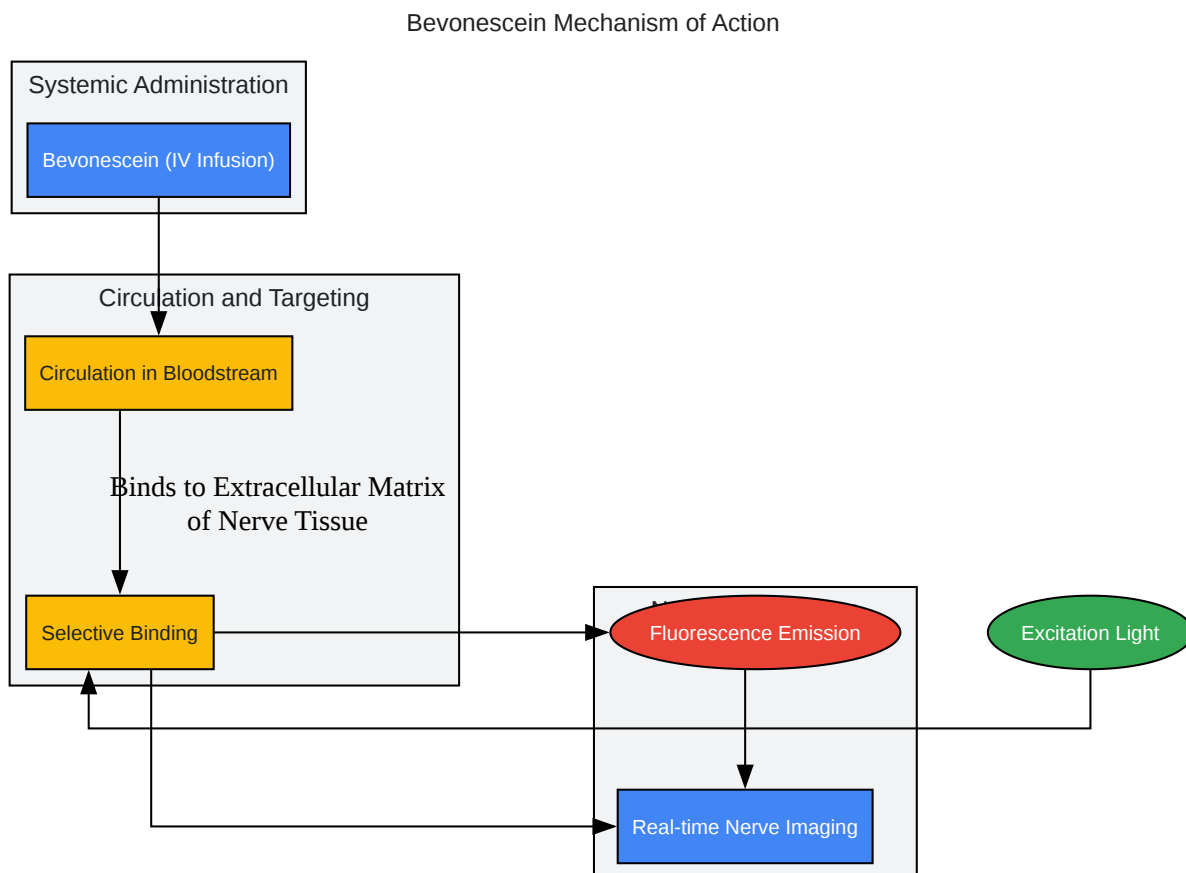 Bevonescein Mechanism of Action
Systemic Administration
Bevonescein (IV Infusion)
Circulation and Targeting
Circulation in Bloodstream
Binds to Extracellular Matrix
of Nerve Tissue
Selective Binding
Fluorescence Emission
Excitation Light
Real-time Nerve Imaging